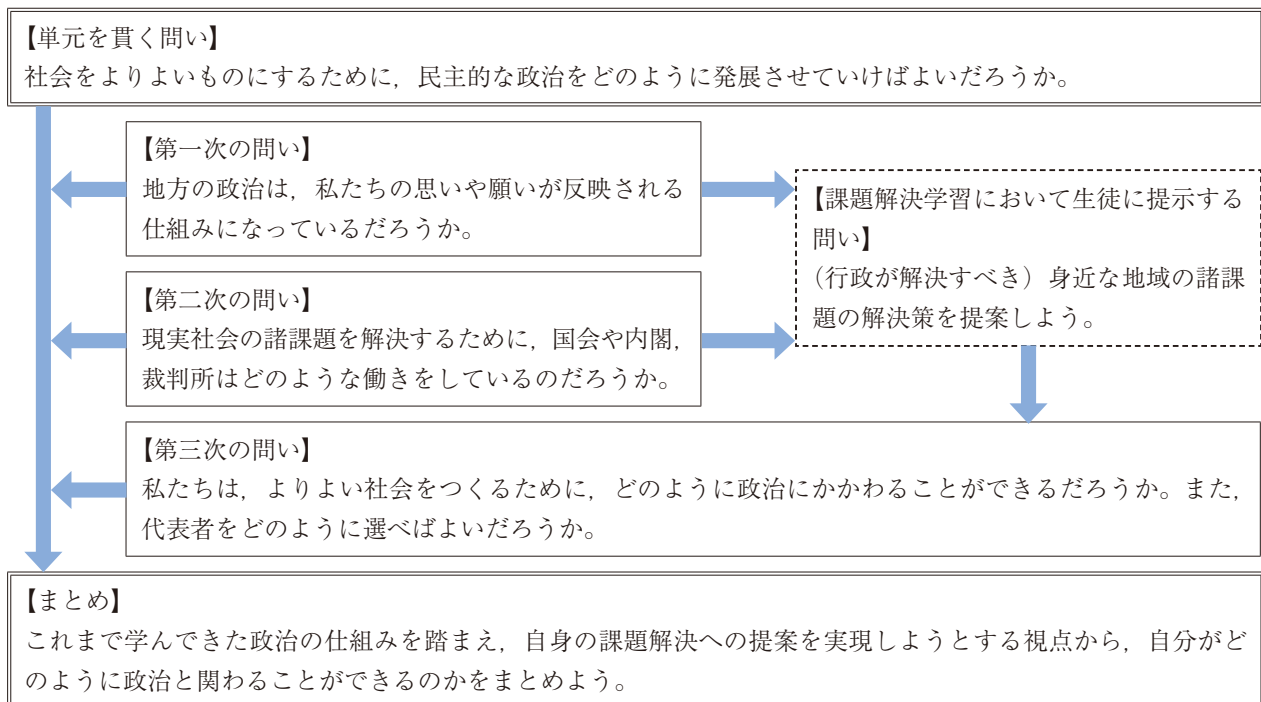 【単元を貫く問い】
社会をよりよいものにするために，民主的な政治をどのように発展させていけばよいだろうか。
【第一次の問い】
地方の政治は，私たちの思いや願いが反映される
仕組みになっているだろうか。
【第二次の問い】
現実社会の諸課題を解決するために，国会や内閣，
裁判所はどのような働きをしているのだろうか。
【課題解決学習において生徒に提示する
問い】
（行政が解決すべき）身近な地域の諸課
題の解決策を提案しよう。
【第三次の問い】
私たちは，よりよい社会をつくるために，どのように政治にかかわることができるだろうか。また，
代表者をどのように選べばよいだろうか。
【まとめ】
これまで学んできた政治の仕組みを踏まえ，自身の課題解決への提案を実現しようとする視点から，自分がど
のように政治と関わることができるのかをまとめよう。